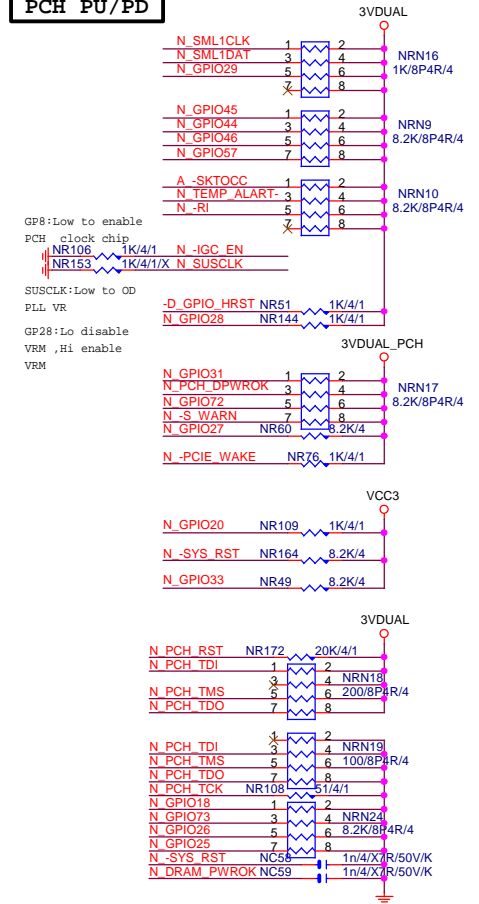 PCH PU/PD
3VDUAL
N_SML1CLK 1 2
N_SML1DAT 3 4 NRN16
N_GPIO29 5 6 1K/8P4R/4
7 8
N_GPIO45 1 2
N_GPIO44 3 4 NRN9
N_GPIO46 5 6 8.2K/8P4R/4
N_GPIO57 7 8
A_-SKTOCC 1 2
N_TEMP_ALART- 3 4 NRN10
N_-RI 5 6 8.2K/8P4R/4
7 8
GP8:Low to enable
PCH clock chip
NR106 1K/4/1 N_-IGC_EN
NR153 1K/4/1/X N_SUSCLK
SUSCLK:Low to OD
PLL VR
-D_GPIO_HRST NR51 1K/4/1
N_GPIO28 NR144 1K/4/1
GP28:Lo disable
VRM ,Hi enable
VRM
3VDUAL_PCH
N_GPIO31 1 2
N_PCH_DPWROK 3 4 NRN17
N_GPIO72 5 6 8.2K/8P4R/4
N_-S_WARN 7 8
N_GPIO27 NR60 8.2K/4
N_-PCIE_WAKE NR76 1K/4/1
VCC3
N_GPIO20 NR109 1K/4/1
N_-SYS_RST NR164 8.2K/4
N_GPIO33 NR49 8.2K/4
3VDUAL
N_PCH_RST NR172 20K/4/1
N_PCH_TDI 1 2
3 4 NRN18
N_PCH_TMS 5 6 200/8P4R/4
N_PCH_TDO 7 8
1 2
N_PCH_TDI 3 4 NRN19
N_PCH_TMS 5 6 100/8P4R/4
N_PCH_TDO 7 8
N_PCH_TCK NR108 51/4/1
N_GPIO18 1 2
N_GPIO73 3 4 NRN24
N_GPIO26 5 6 8.2K/8P4R/4
N_GPIO25 7 8
N_-SYS_RST NC58 1n/4/X7R/50V/K
N_DRAM_PWROK NC59 1n/4/X7R/50V/K